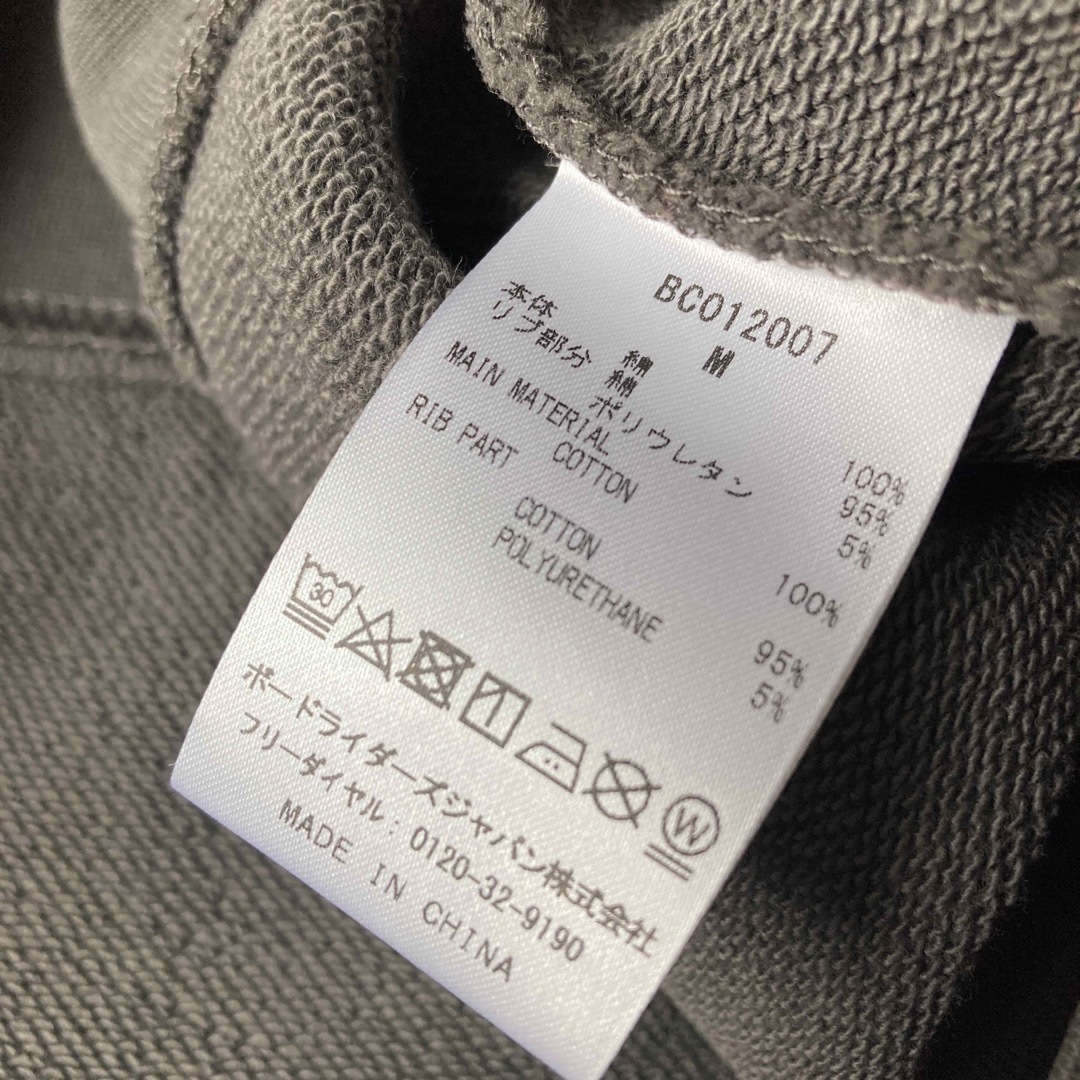 BC012007
M
本体 綿 100%
リブ部分 綿 95%
ポリウレタン 5%
MAIN MATERIAL
COTTON 100%
RIB PART
COTTON 95%
POLYURETHANE 5%
30
W
ボードライダーズジャパン株式会社
フリーダイヤル:0120-32-9190
MADE IN CHINA